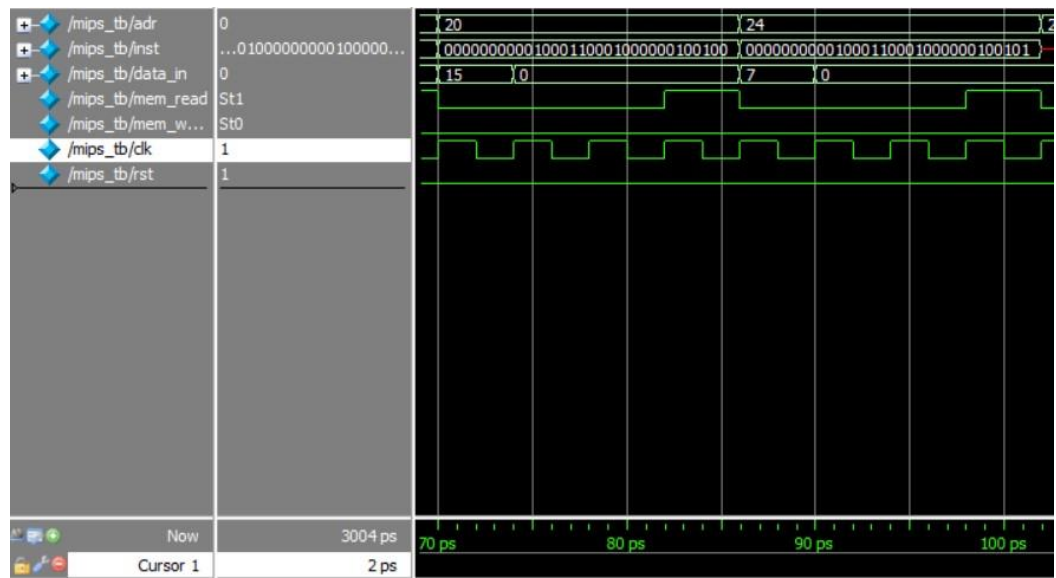 /mips_tb/adr 0 20 24 2
/mips_tb/inst ...01000000000100000... 00000000001000110001000000100100 00000000001000110001000000100101
/mips_tb/data_in 0 15 0 7 0
/mips_tb/mem_read St1
/mips_tb/mem_w... St0
/mips_tb/clk 1
/mips_tb/rst 1
Now 3004 ps 70 ps 80 ps 90 ps 100 ps
Cursor 1 2 ps